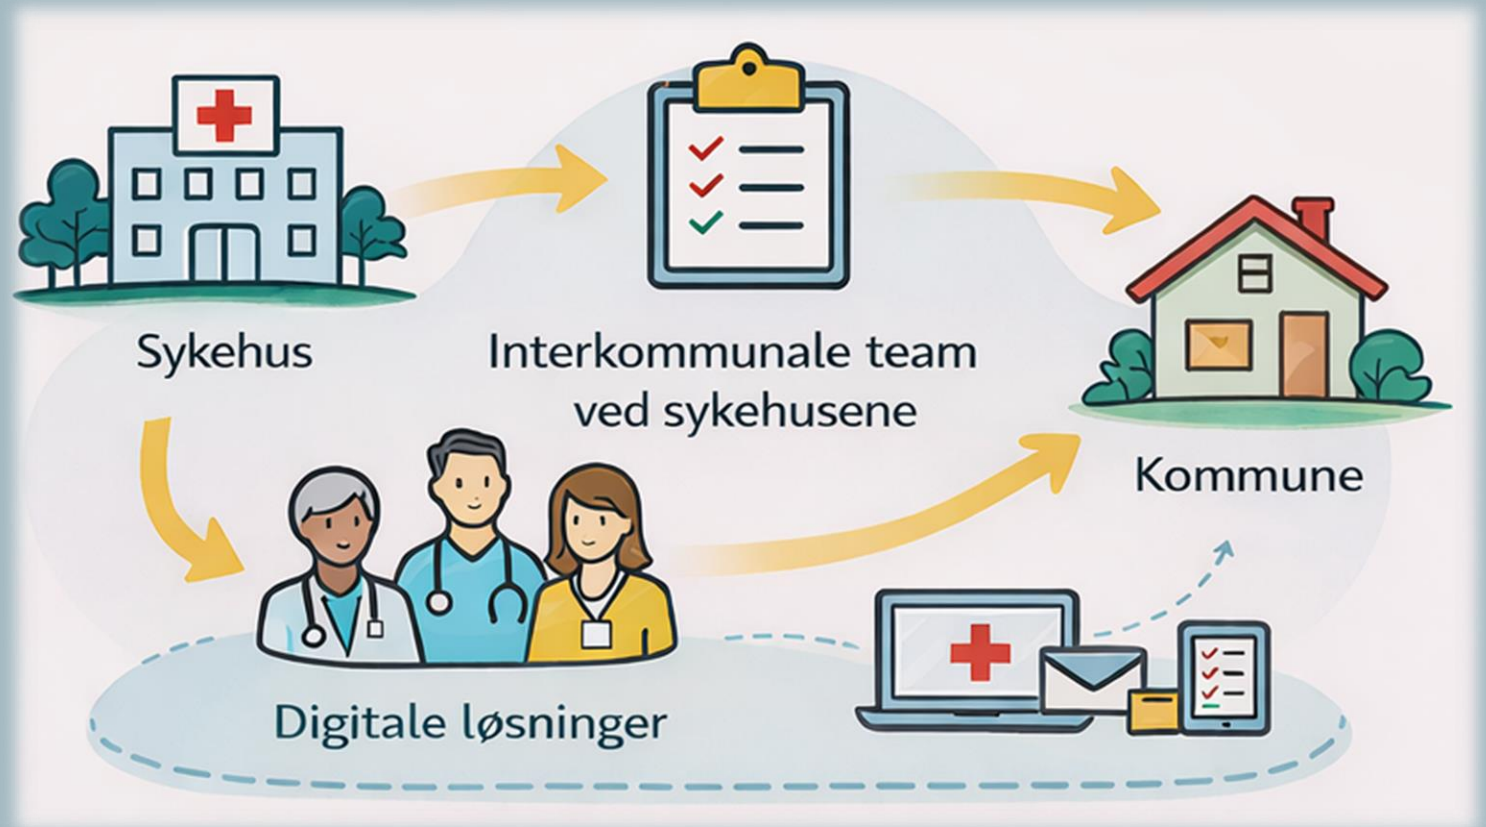 Sykehus
Interkommunale team
ved sykehusene
Kommune
Digitale løsninger